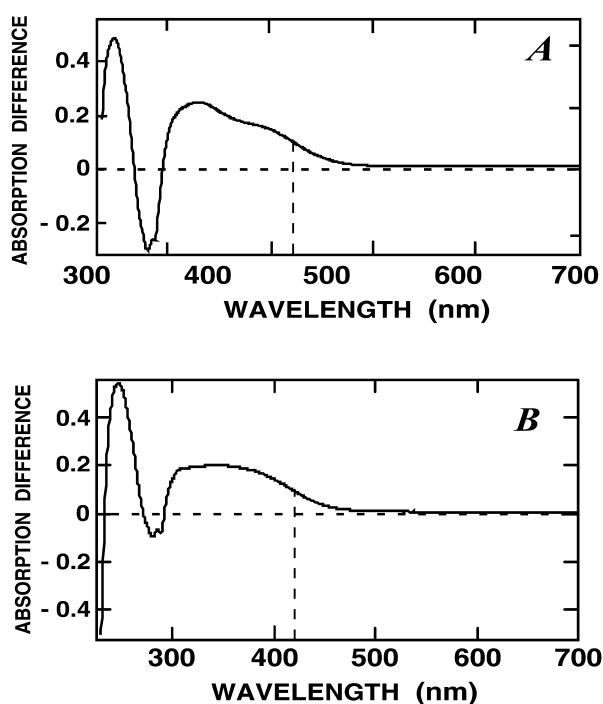 A
ABSORPTION DIFFERENCE
0.4
0.2
0
- 0.2
300 400 500 600 700
WAVELENGTH (nm)
B
ABSORPTION DIFFERENCE
0.4
0.2
0
- 0.2
- 0.4
300 400 500 600 700
WAVELENGTH (nm)